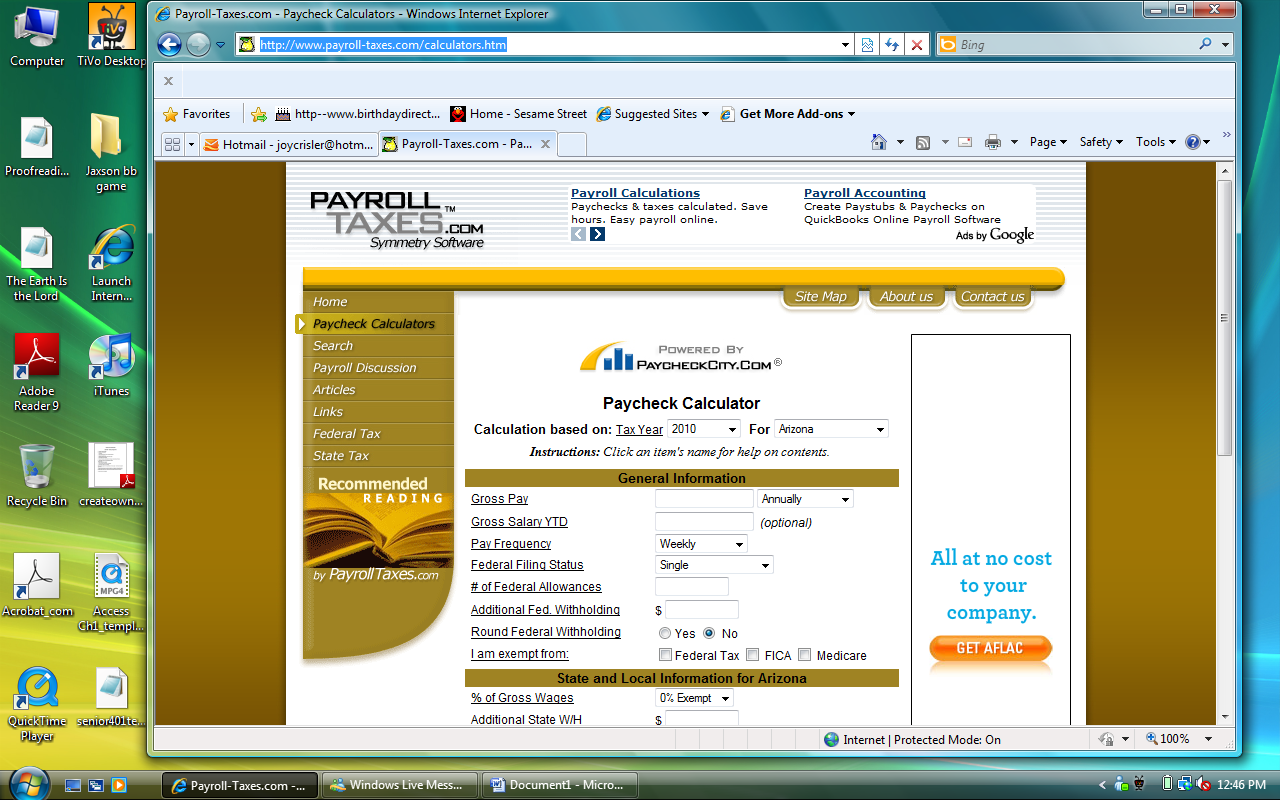 Computer
TiVo Desktop
Proofreadi...
Jaxson bb
game
The Earth Is
the Lord
Launch
Intern...
Adobe
Reader 9
iTunes
Recycle Bin
createown...
Acrobat_com
MPG4
Access
Ch1_templ...
QuickTime
Player
senior401te...
Payroll-Taxes.com - Paycheck Calculators - Windows Internet Explorer
http://www.payroll-taxes.com/calculators.htm
Bing
x
Favorites
http--www.birthdaydirect...
Home - Sesame Street
Suggested Sites
Get More Add-ons
Hotmail - joycrisler@hotm...
Payroll-Taxes.com - Pa...
Page
Safety
Tools
PAYROLL
TAXES.COM™
Symmetry Software
Payroll Calculations
Paychecks & taxes calculated. Save
hours. Easy payroll online.
Payroll Accounting
Create Paystubs & Paychecks on
QuickBooks Online Payroll Software
Ads by Google
Site Map
About us
Contact us
Home
Paycheck Calculators
Search
Payroll Discussion
Articles
Links
Federal Tax
State Tax
Recommended
READING
by PayrollTaxes.com
POWERED BY
PAYCHECKCITY.COM®
Paycheck Calculator
Calculation based on: Tax Year 2010 For Arizona
Instructions: Click an item's name for help on contents.
General Information
Gross Pay Annually
Gross Salary YTD (optional)
Pay Frequency Weekly
Federal Filing Status Single
# of Federal Allowances
Additional Fed. Withholding $
Round Federal Withholding Yes No
I am exempt from: Federal Tax FICA Medicare
State and Local Information for Arizona
% of Gross Wages 0% Exempt
Additional State W/H $
All at no cost
to your
company.
GET AFLAC
Internet | Protected Mode: On
100%
Payroll-Taxes.com -...
Windows Live Mess...
Document1 - Micro...
12:46 PM